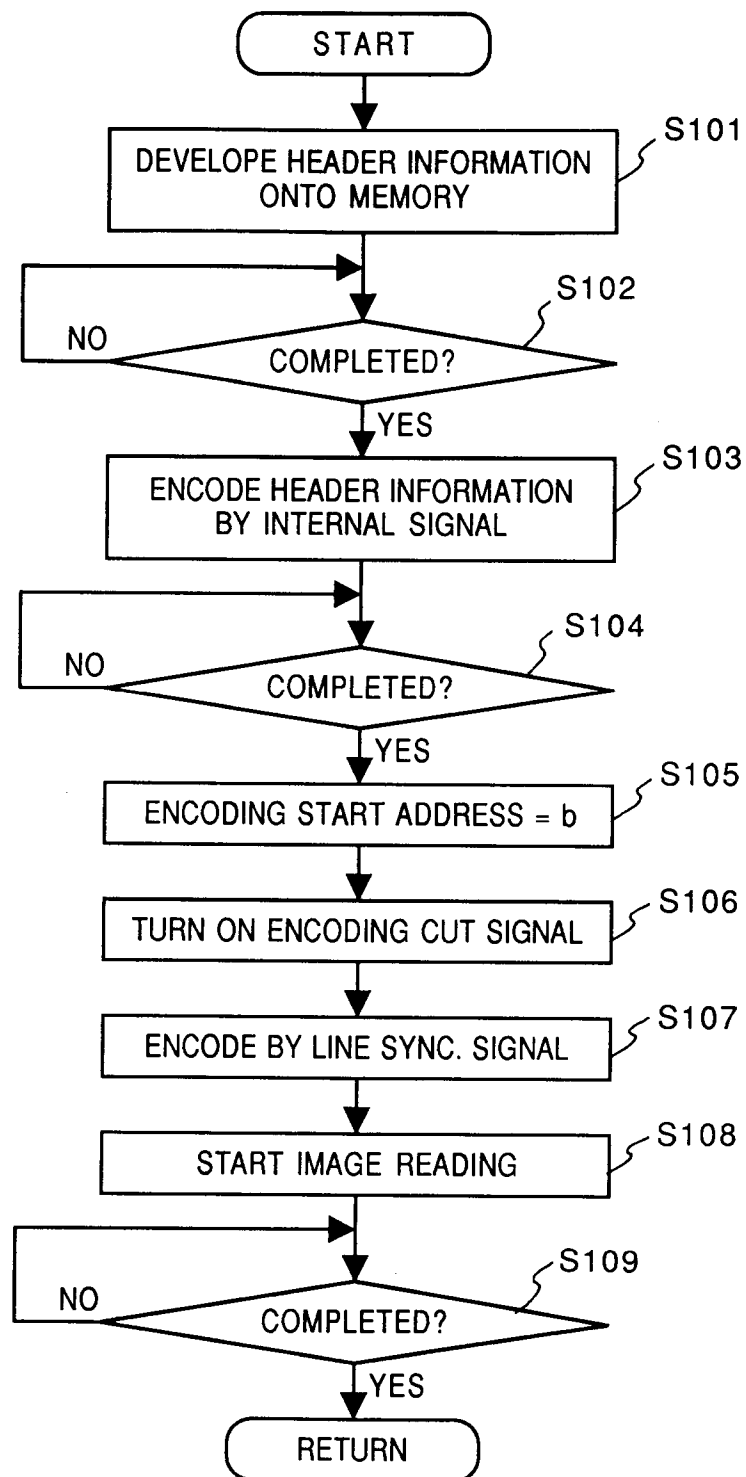 START
S101
DEVELOPE HEADER INFORMATION
ONTO MEMORY
S102
NO
COMPLETED?
YES
S103
ENCODE HEADER INFORMATION
BY INTERNAL SIGNAL
S104
NO
COMPLETED?
YES
S105
ENCODING START ADDRESS = b
S106
TURN ON ENCODING CUT SIGNAL
S107
ENCODE BY LINE SYNC. SIGNAL
S108
START IMAGE READING
S109
NO
COMPLETED?
YES
RETURN